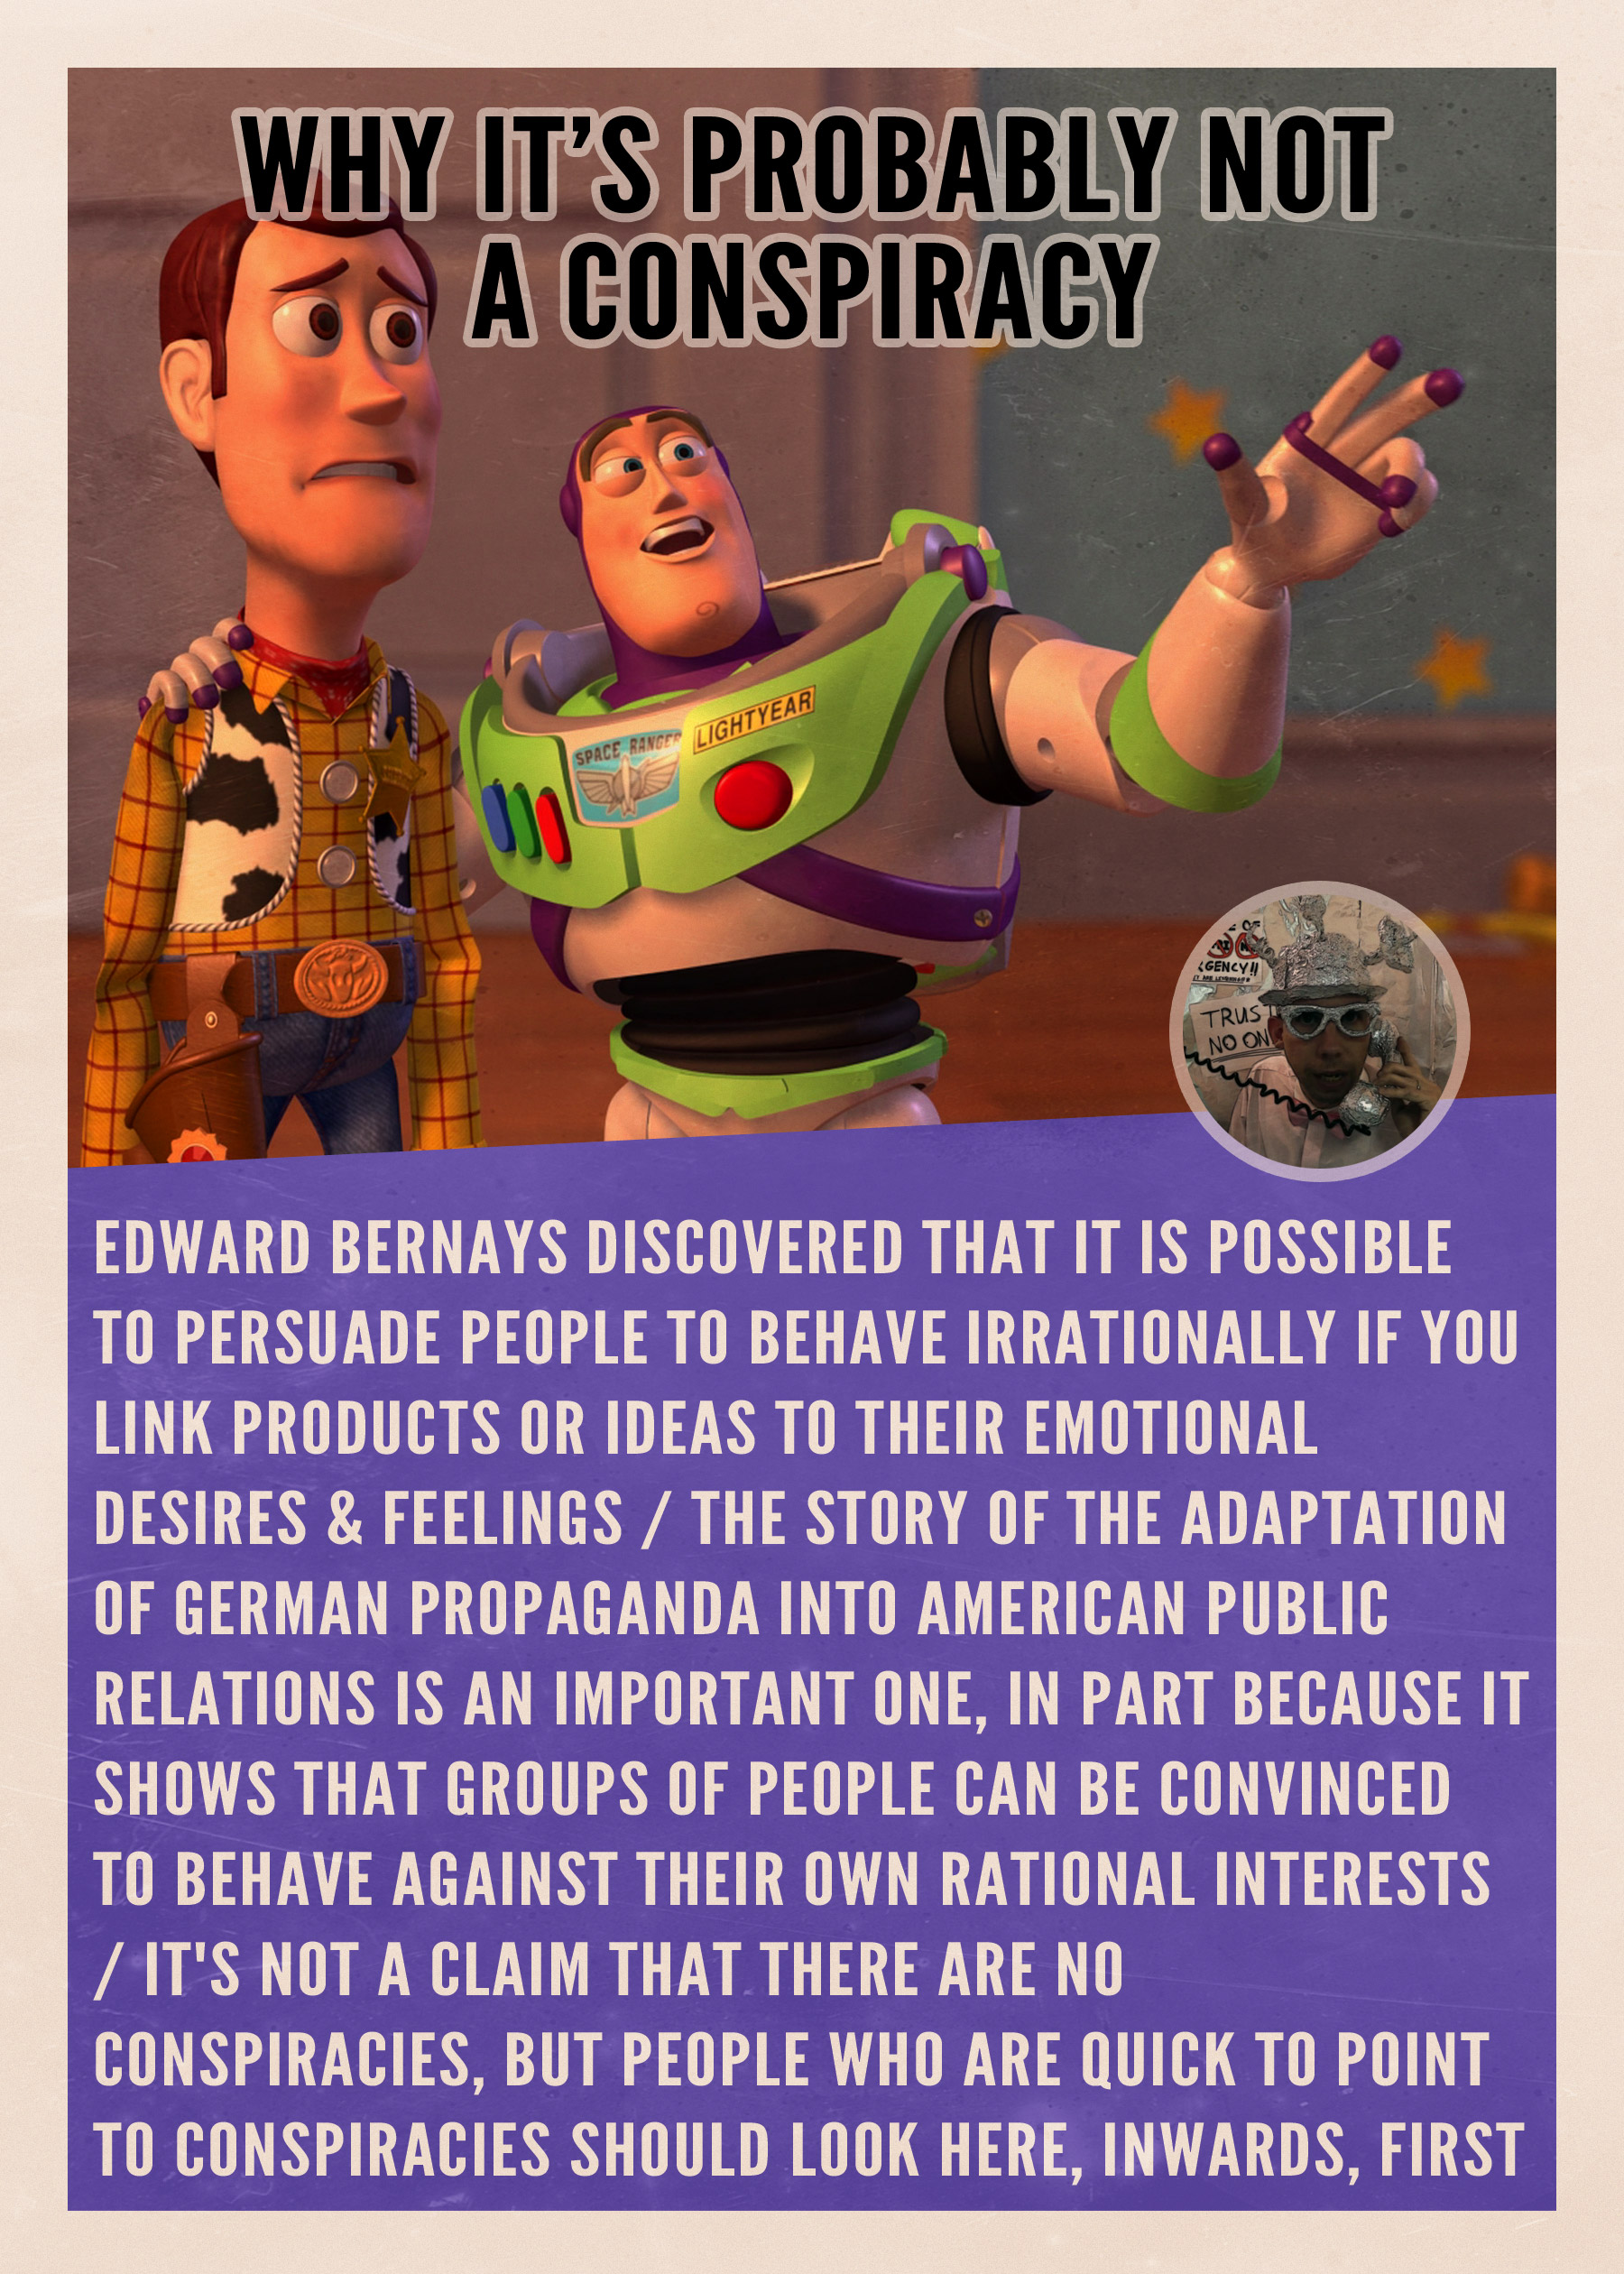 WHY IT’S PROBABLY NOT
A CONSPIRACY
SPACE RANGER
LIGHTYEAR
GENCY!!
TRUST
NO ON
EDWARD BERNAYS DISCOVERED THAT IT IS POSSIBLE
TO PERSUADE PEOPLE TO BEHAVE IRRATIONALLY IF YOU
LINK PRODUCTS OR IDEAS TO THEIR EMOTIONAL
DESIRES & FEELINGS / THE STORY OF THE ADAPTATION
OF GERMAN PROPAGANDA INTO AMERICAN PUBLIC
RELATIONS IS AN IMPORTANT ONE, IN PART BECAUSE IT
SHOWS THAT GROUPS OF PEOPLE CAN BE CONVINCED
TO BEHAVE AGAINST THEIR OWN RATIONAL INTERESTS
/ IT'S NOT A CLAIM THAT THERE ARE NO
CONSPIRACIES, BUT PEOPLE WHO ARE QUICK TO POINT
TO CONSPIRACIES SHOULD LOOK HERE, INWARDS, FIRST